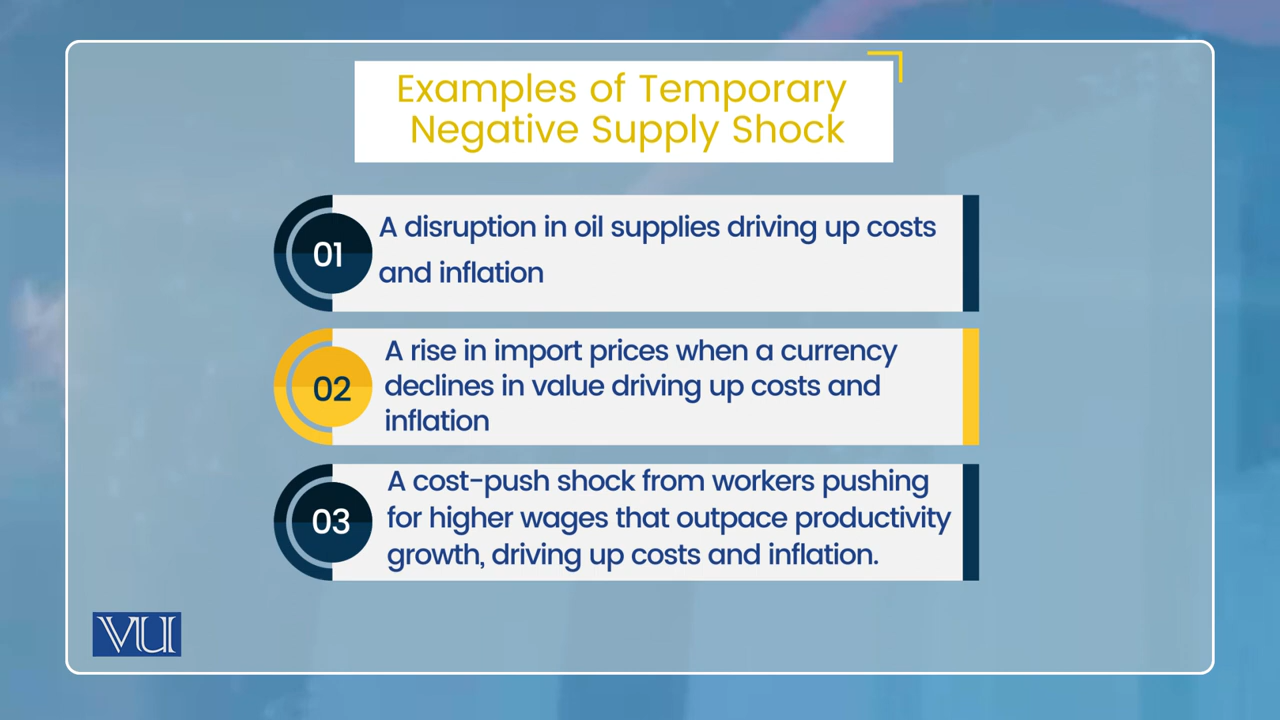 Examples of Temporary
Negative Supply Shock
01
A disruption in oil supplies driving up costs
and inflation
02
A rise in import prices when a currency
declines in value driving up costs and
inflation
03
A cost-push shock from workers pushing
for higher wages that outpace productivity
growth, driving up costs and inflation.
VU